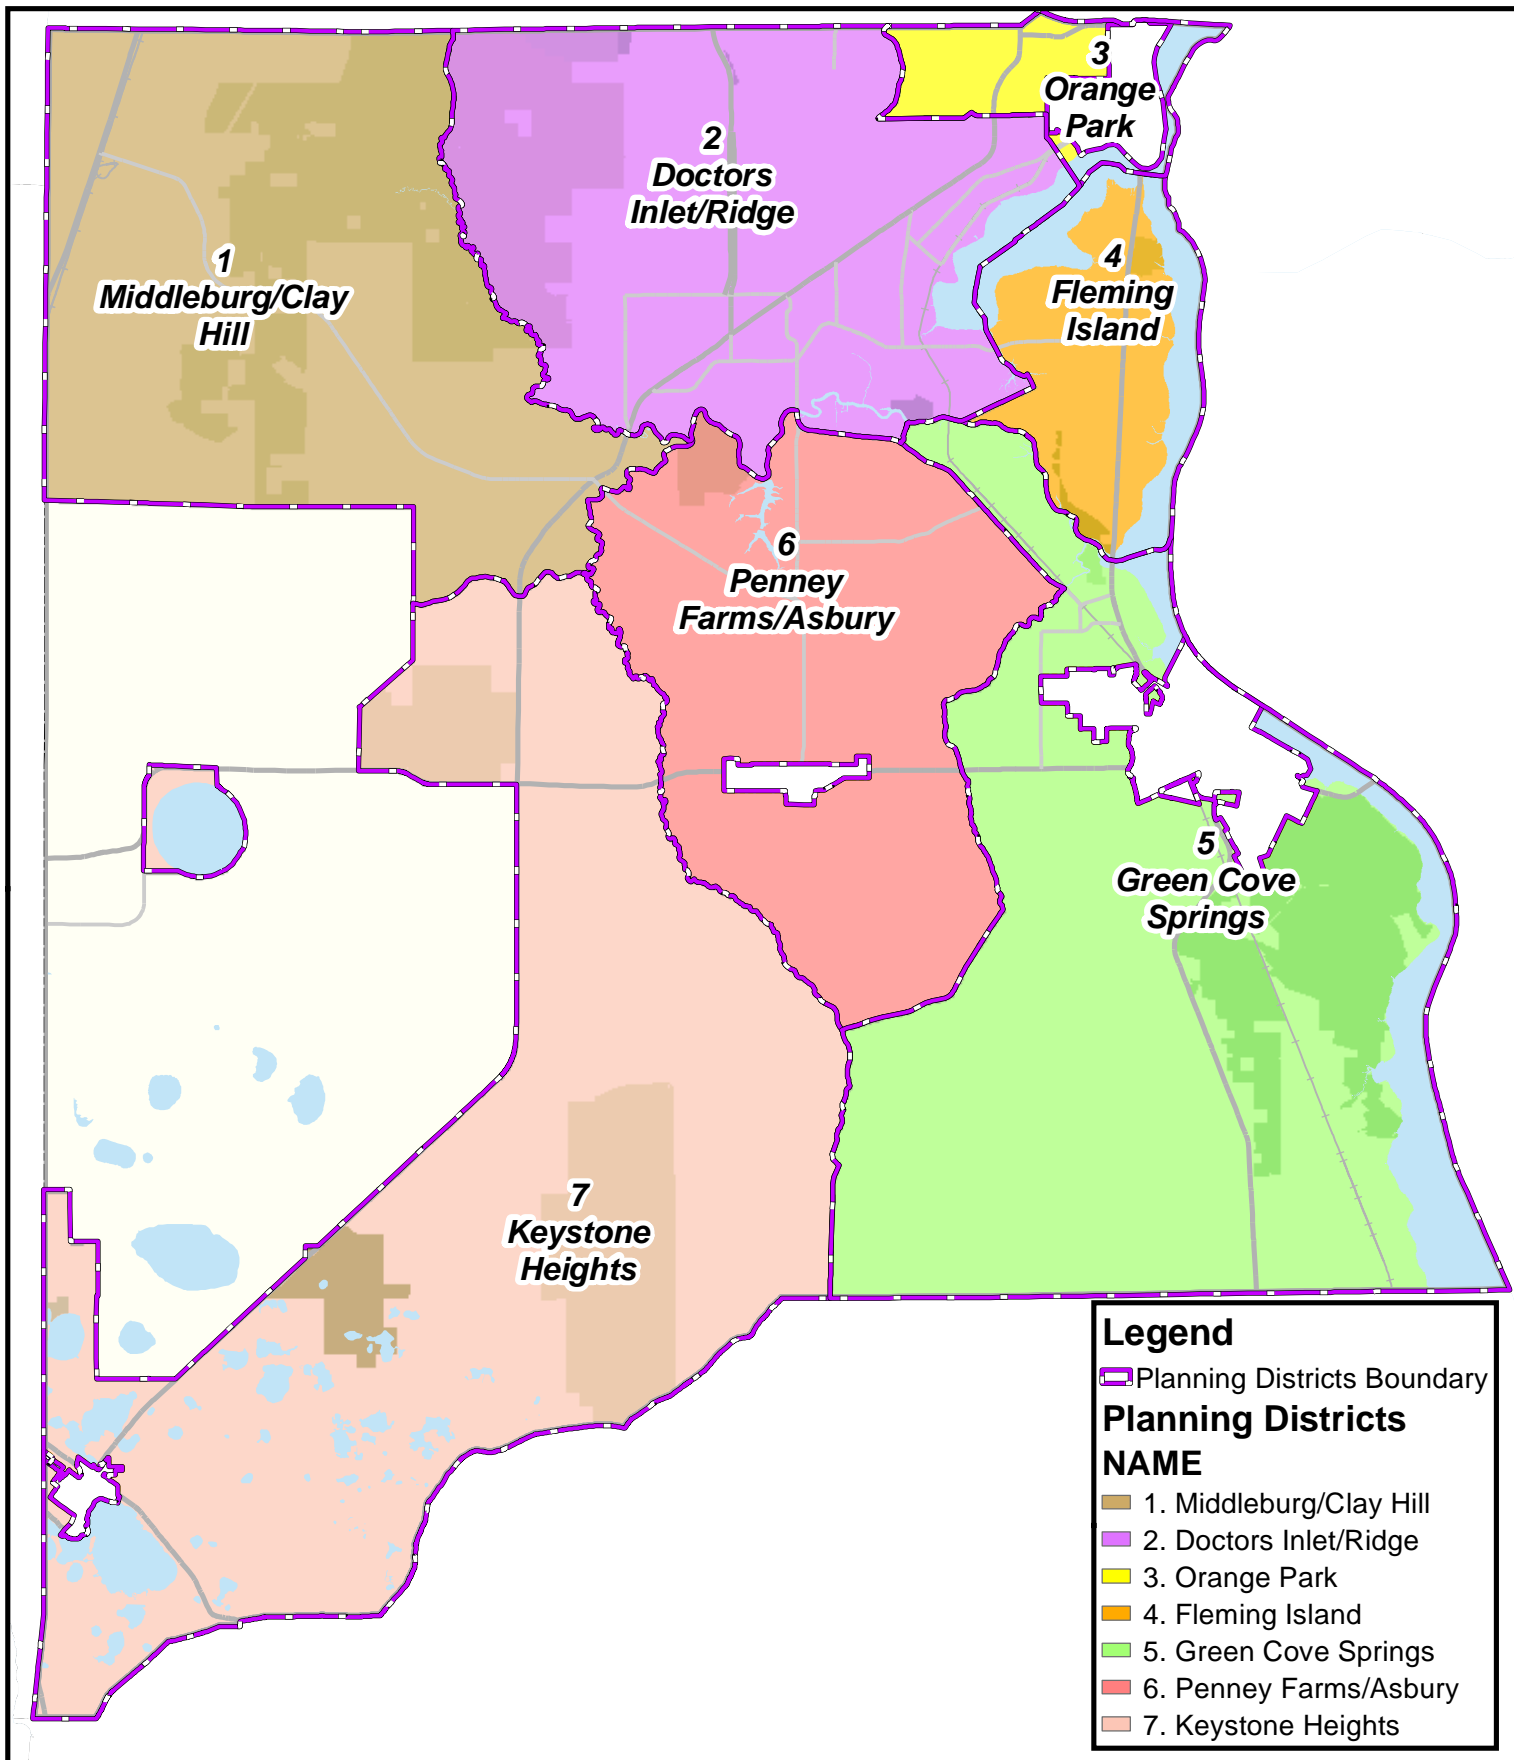 3
Orange
Park
2
Doctors
Inlet/Ridge
1
Middleburg/Clay
Hill
4
Fleming
Island
6
Penney
Farms/Asbury
5
Green Cove
Springs
7
Keystone
Heights
Legend
Planning Districts Boundary
Planning Districts
NAME
1. Middleburg/Clay Hill
2. Doctors Inlet/Ridge
3. Orange Park
4. Fleming Island
5. Green Cove Springs
6. Penney Farms/Asbury
7. Keystone Heights